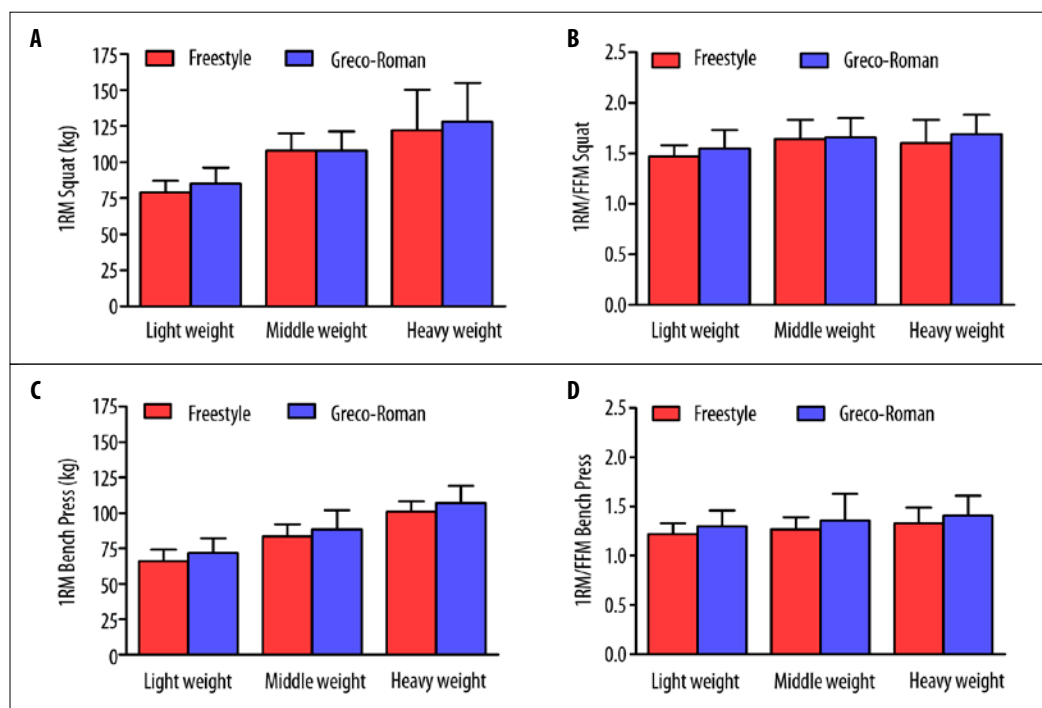 A
1RM Squat (kg)
Freestyle Greco-Roman
175
150
125
100
75
50
25
0
Light weight Middle weight Heavy weight
B
1RM/FFM Squat
Freestyle Greco-Roman
2.5
2.0
1.5
1.0
0.5
0.0
Light weight Middle weight Heavy weight
C
1RM Bench Press (kg)
Freestyle Greco-Roman
175
150
125
100
75
50
25
0
Light weight Middle weight Heavy weight
D
1RM/FFM Bench Press
Freestyle Greco-Roman
2.5
2.0
1.5
1.0
0.5
0.0
Light weight Middle weight Heavy weight